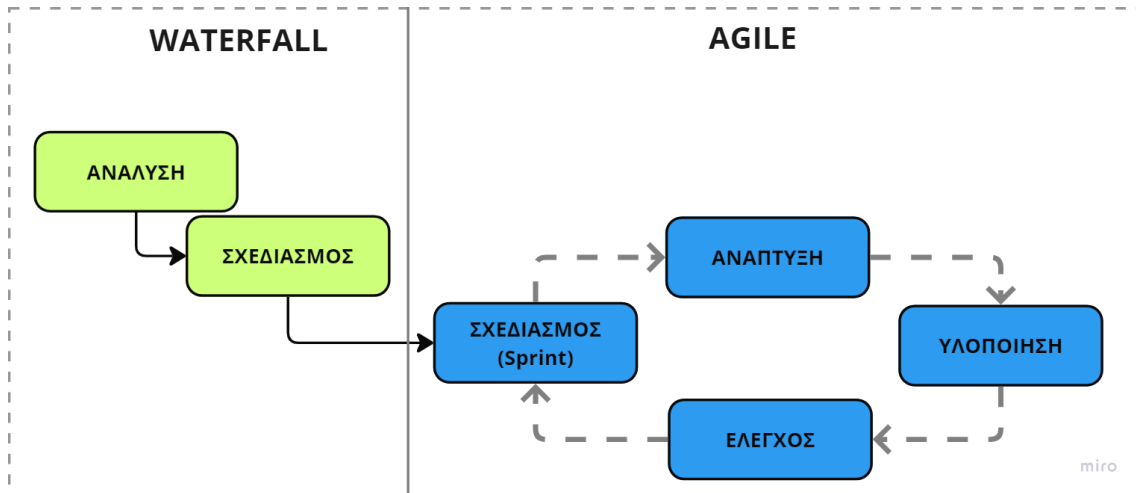 WATERFALL
AGILE
ΑΝΑΛΥΣΗ
ΣΧΕΔΙΑΣΜΟΣ
ΑΝΑΠΤΥΞΗ
ΣΧΕΔΙΑΣΜΟΣ
(Sprint)
ΥΛΟΠΟΙΗΣΗ
ΕΛΕΓΧΟΣ
miro